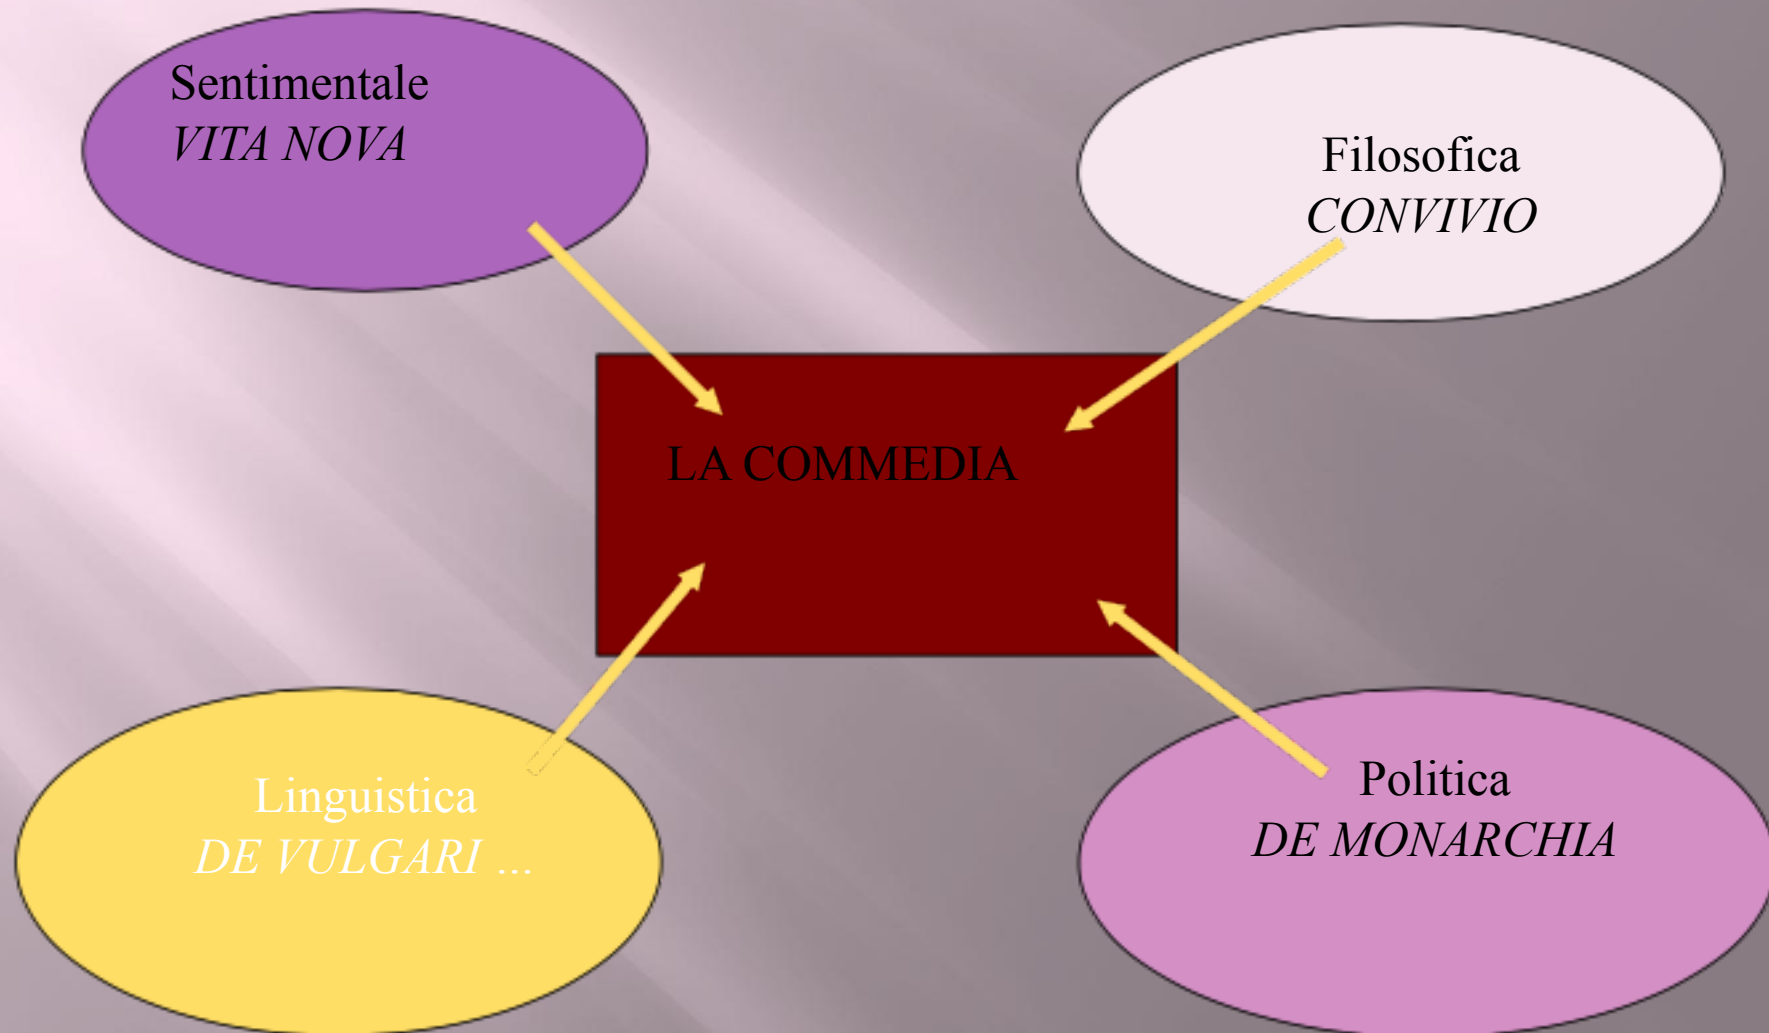 Sentimentale
VITA NOVA
Filosofica
CONVIVIO
LA COMMEDIA
Linguistica
DE VULGARI ...
Politica
DE MONARCHIA